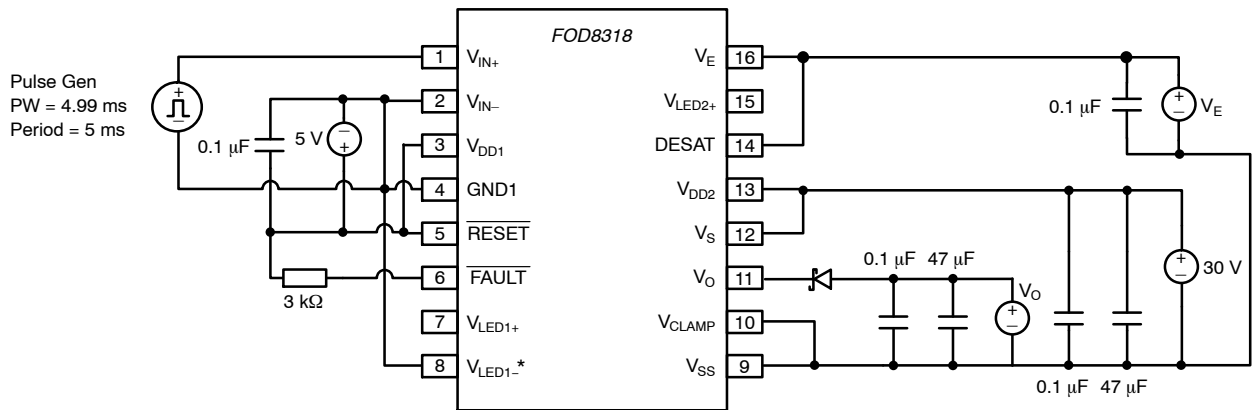 FOD8318
Pulse Gen
PW = 4.99 ms
Period = 5 ms
+
−
0.1 µF
5 V
−
+
3 kΩ
1
V_IN+
2
V_IN−
3
V_DD1
4
GND1
5
RESET
6
FAULT
7
V_LED1+
8
V_LED1−*
V_E
16
V_LED2+
15
DESAT
14
V_DD2
13
V_S
12
V_O
11
V_CLAMP
10
V_SS
9
0.1 µF
+
−
V_E
0.1 µF
47 µF
V_O
+
−
+
−
30 V
0.1 µF
47 µF